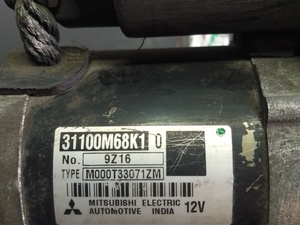 31100M68K1 0
No. 9Z16
TYPE M000T33071ZM
MITSUBISHI ELECTRIC
AUTOMOTIVE INDIA 12V